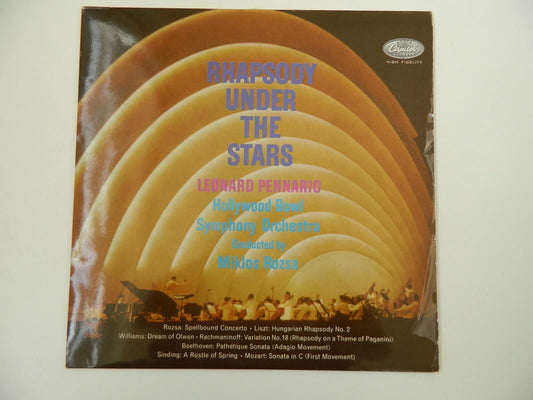 Capitol
HIGH FIDELITY
RHAPSODY
UNDER
THE
STARS
LEONARD PENNARIO
Hollywood Bowl
Symphony Orchestra
Conducted by
Miklos Rozsa
Rozsa: Spellbound Concerto • Liszt: Hungarian Rhapsody No. 2
Williams: Dream of Olwen • Rachmaninoff: Variation No. 18 (Rhapsody on a Theme of Paganini)
Beethoven: Pathétique Sonata (Adagio Movement)
Sinding: A Rustle of Spring • Mozart: Sonata in C (First Movement)